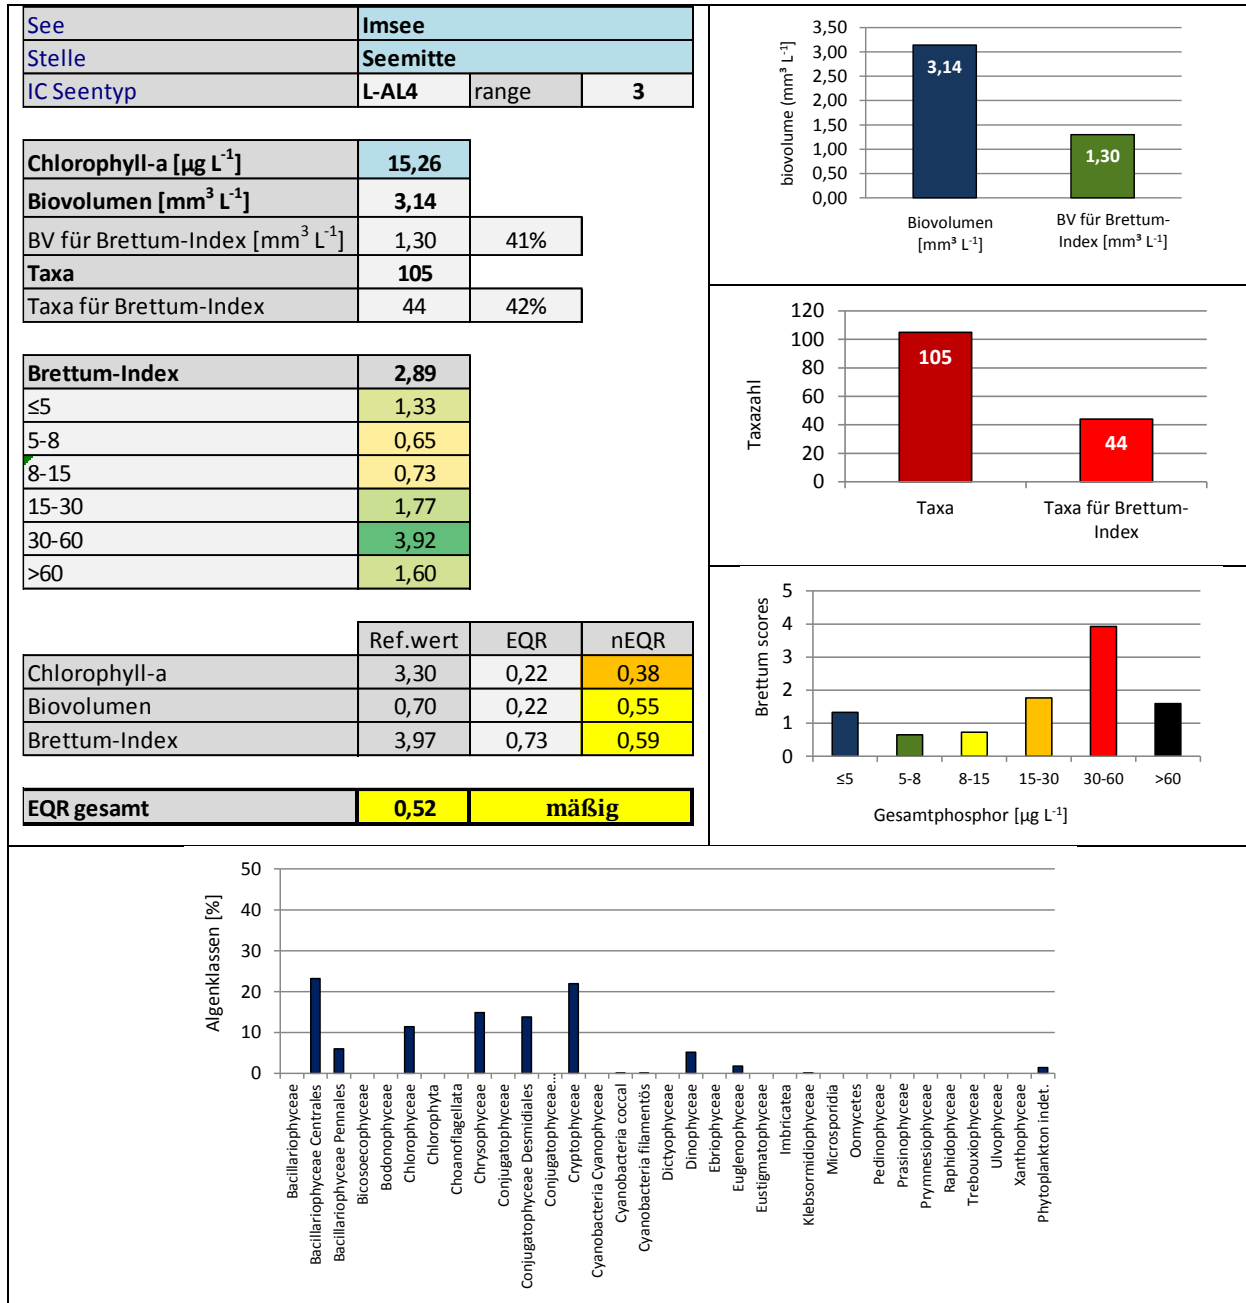 See Imsee
Stelle Seemitte
IC Seentyp L-AL4 range 3
Chlorophyll-a [µg L⁻¹] 15,26
Biovolumen [mm³ L⁻¹] 3,14
BV für Brettum-Index [mm³ L⁻¹] 1,30 41%
Taxa 105
Taxa für Brettum-Index 44 42%
Brettum-Index 2,89
≤5 1,33
5-8 0,65
8-15 0,73
15-30 1,77
30-60 3,92
>60 1,60
Ref.wert EQR nEQR
Chlorophyll-a 3,30 0,22 0,38
Biovolumen 0,70 0,22 0,55
Brettum-Index 3,97 0,73 0,59
EQR gesamt 0,52 mäßig
biovolume (mm³ L⁻¹)
3,50
3,00
2,50
2,00
1,50
1,00
0,50
0,00
3,14
1,30
Biovolumen
[mm³ L⁻¹]
BV für Brettum-
Index [mm³ L⁻¹]
Taxazahl
120
100
80
60
40
20
0
105
44
Taxa
Taxa für Brettum-
Index
Brettum scores
5
4
3
2
1
0
≤5 5-8 8-15 15-30 30-60 >60
Gesamtphosphor [µg L⁻¹]
Algenklassen [%]
50
40
30
20
10
0
Bacillariophyceae
Bacillariophyceae Centrales
Bacillariophyceae Pennales
Bicosoecophyceae
Bodonophyceae
Chlorophyceae
Chlorophyta
Choanoflagellata
Chrysophyceae
Conjugatophyceae
Conjugatophyceae Desmidiales
Conjugatophyceae...
Cryptophyceae
Cyanobacteria Cyanophyceae
Cyanobacteria coccal
Cyanobacteria filamentös
Dictyophyceae
Dinophyceae
Ebriophyceae
Euglenophyceae
Eustigmatophyceae
Imbricatea
Klebsormidiophyceae
Microsporidia
Oomycetes
Pedinophyceae
Prasinophyceae
Prymnesiophyceae
Raphidophyceae
Trebouxiophyceae
Ulvophyceae
Xanthophyceae
Phytoplankton indet.